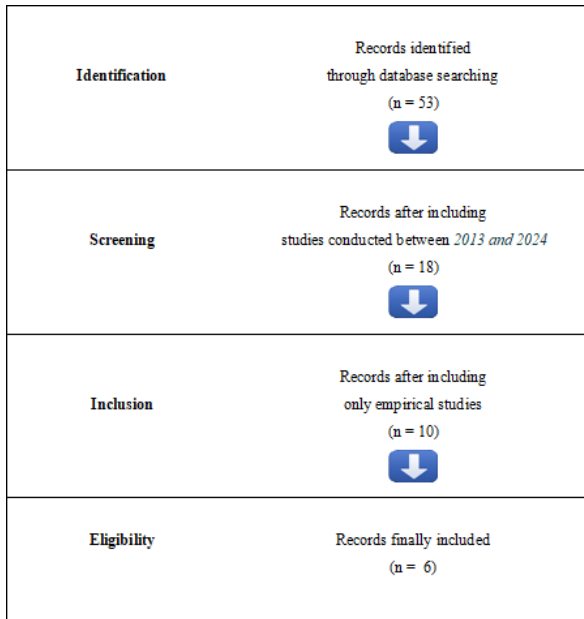 Identification
Records identified
through database searching
(n = 53)
Screening
Records after including
studies conducted between 2013 and 2024
(n = 18)
Inclusion
Records after including
only empirical studies
(n = 10)
Eligibility
Records finally included
(n = 6)